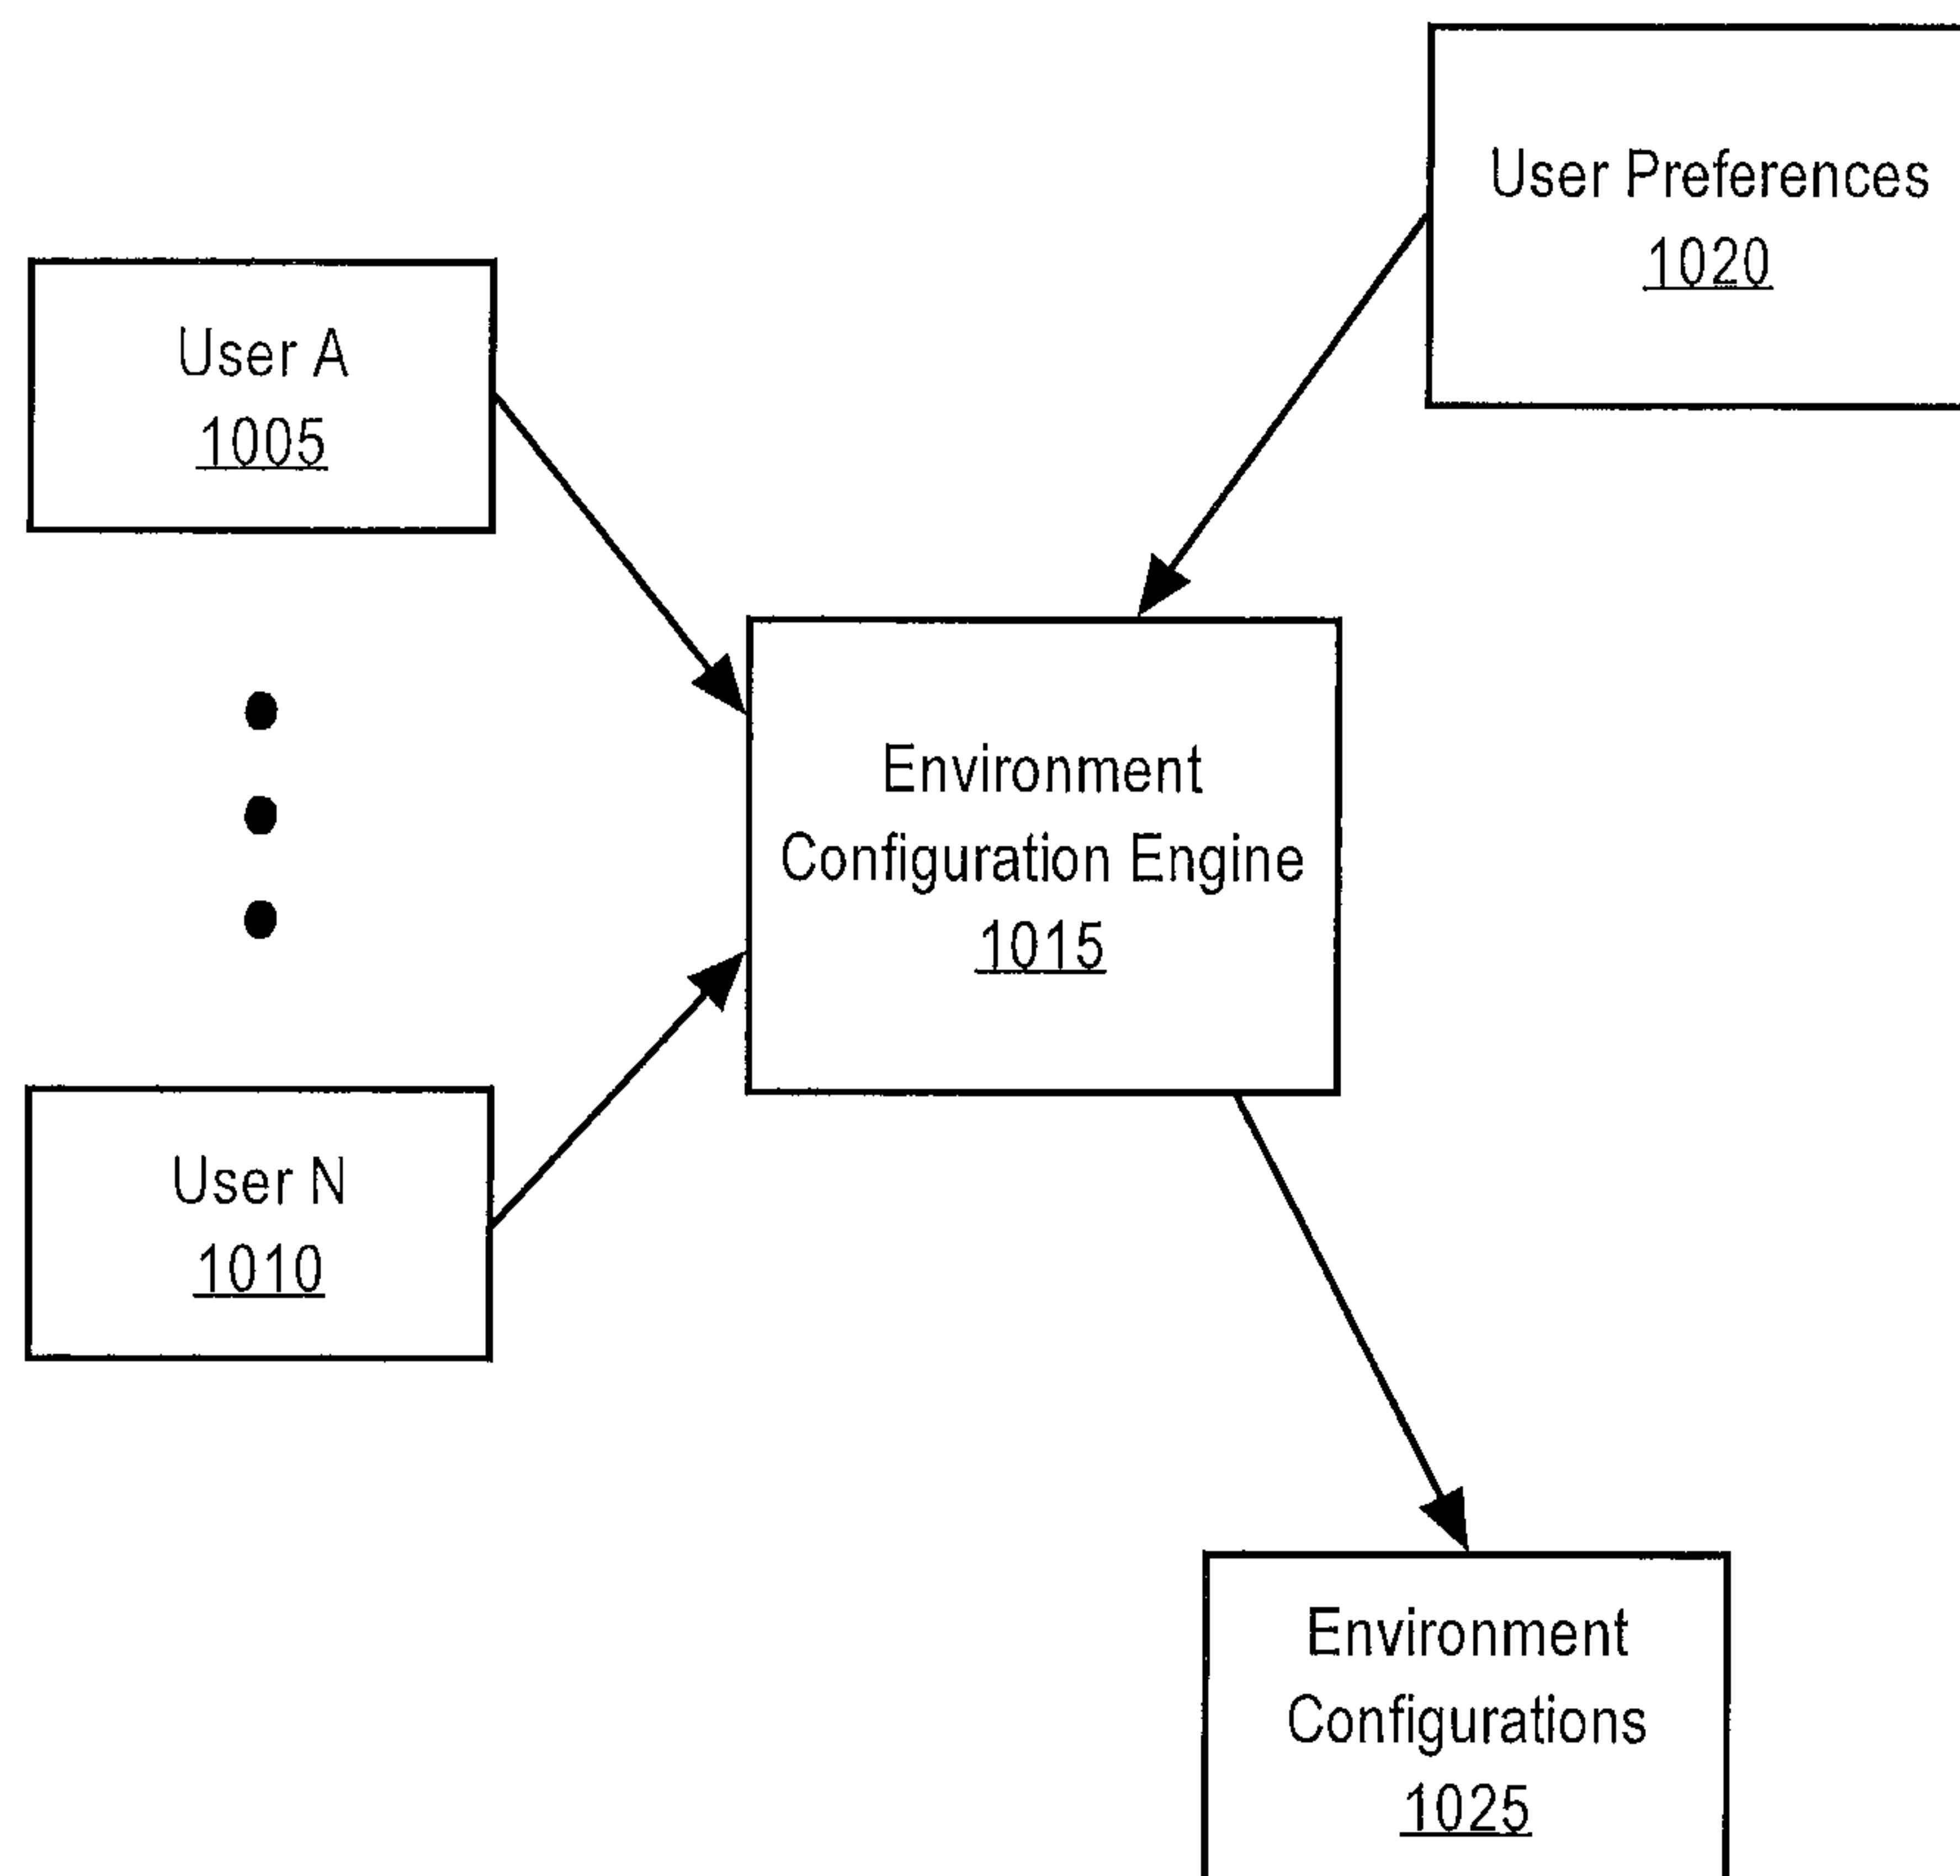 User Preferences
1020
User A
1005
Environment
Configuration Engine
1015
User N
1010
Environment
Configurations
1025